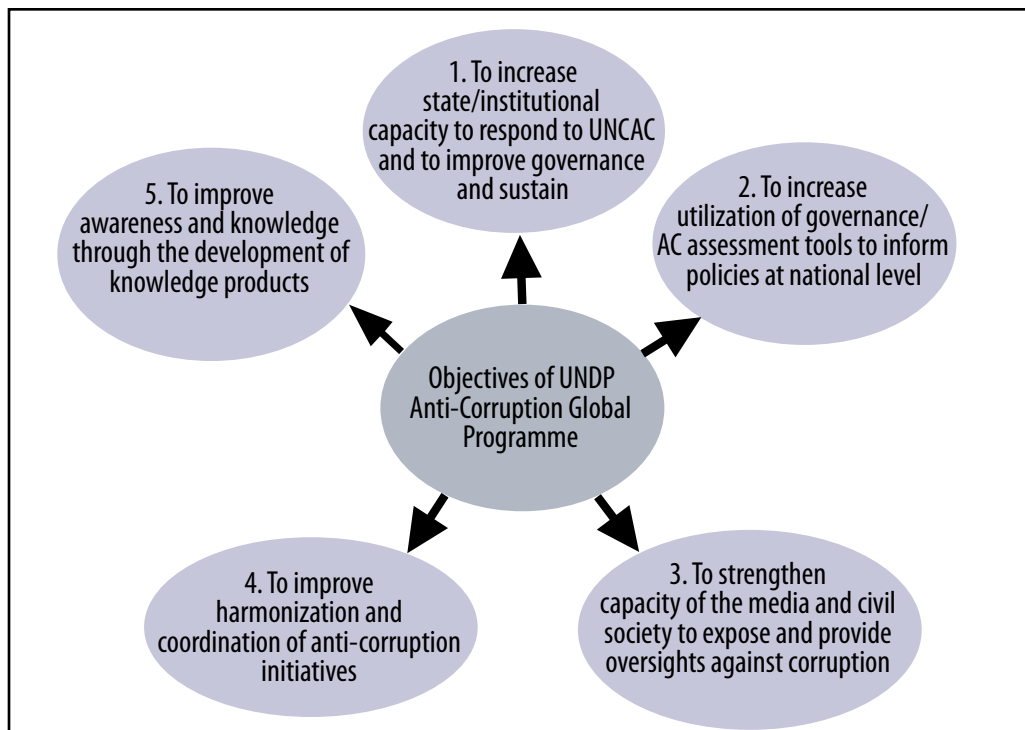 1. To increase
state/institutional
capacity to respond to UNCAC
and to improve governance
and sustain
2. To increase
utilization of governance/
AC assessment tools to inform
policies at national level
3. To strengthen
capacity of the media and civil
society to expose and provide
oversights against corruption
4. To improve
harmonization and
coordination of anti-corruption
initiatives
5. To improve
awareness and knowledge
through the development of
knowledge products
Objectives of UNDP
Anti-Corruption Global
Programme